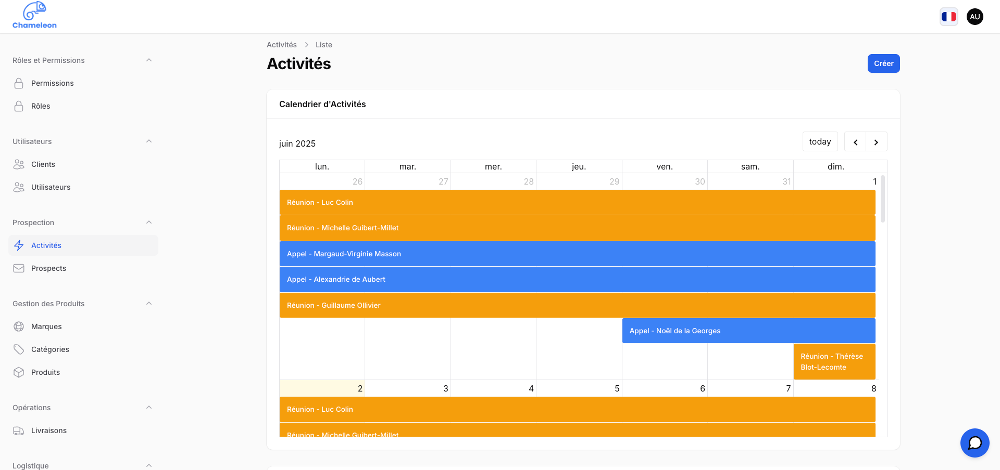 Chameleon
AU
Rôles et Permissions
Permissions
Rôles
Utilisateurs
Clients
Utilisateurs
Prospection
Activités
Prospects
Gestion des Produits
Marques
Catégories
Produits
Opérations
Livraisons
Logistique
Activités > Liste
Activités
Créer
Calendrier d'Activités
juin 2025
today
lun. mar. mer. jeu. ven. sam. dim.
26 27 28 29 30 31 1
Réunion - Luc Colin
Réunion - Michelle Guibert-Millet
Appel - Margaud-Virginie Masson
Appel - Alexandrie de Aubert
Réunion - Guillaume Ollivier
Appel - Noël de la Georges
Réunion - Thérèse
Blot-Lecomte
2 3 4 5 6 7 8
Réunion - Luc Colin
Réunion - Michelle Guibert-Millet